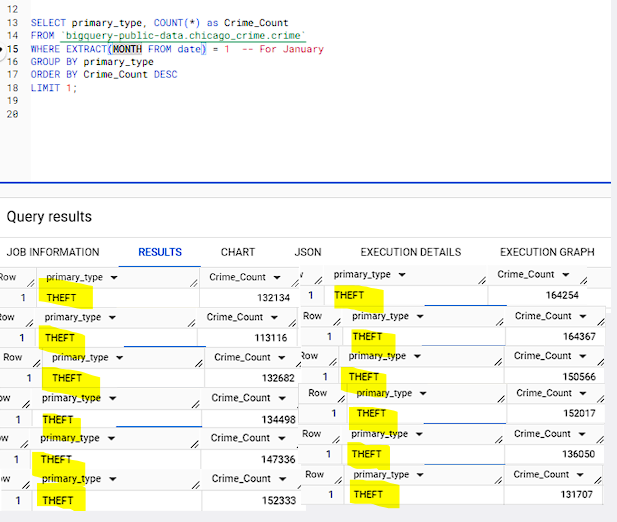 12
13 SELECT primary_type, COUNT(*) as Crime_Count
14 FROM `bigquery-public-data.chicago_crime.crime`
15 WHERE EXTRACT(MONTH FROM date) = 1 -- For January
16 GROUP BY primary_type
17 ORDER BY Crime_Count DESC
18 LIMIT 1;
19
20
Query results
JOB INFORMATION RESULTS CHART JSON EXECUTION DETAILS EXECUTION GRAPH
Row primary_type Crime_Count
1 THEFT 132134
Row primary_type Crime_Count
1 THEFT 113116
Row primary_type Crime_Count
1 THEFT 132682
ow primary_type Crime_Count
1 THEFT 134498
w primary_type Crime_Count
1 THEFT 147336
ow primary_type Crime_Count
1 THEFT 152333
primary_type Crime_Count
1 THEFT 164254
Row primary_type Crime_Count
1 THEFT 164367
Row primary_type Crime_Count
1 THEFT 150566
Row primary_type Crime_Count
1 THEFT 152017
Row primary_type Crime_Count
1 THEFT 136050
Row primary_type Crime_Count
1 THEFT 131707